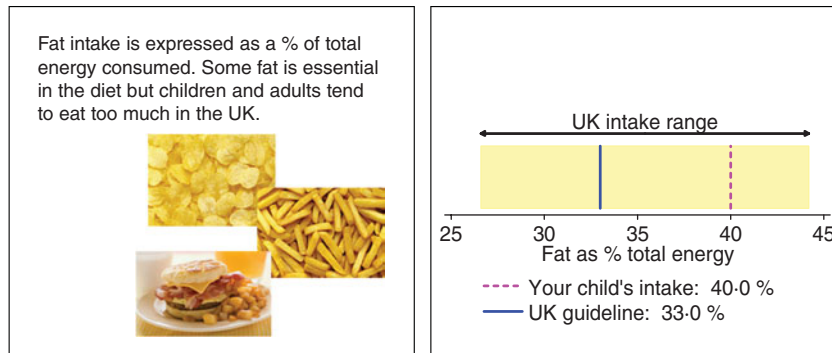 Fat intake is expressed as a % of total
energy consumed. Some fat is essential
in the diet but children and adults tend
to eat too much in the UK.
UK intake range
25 30 35 40 45
Fat as % total energy
Your child's intake: 40·0 %
UK guideline: 33·0 %